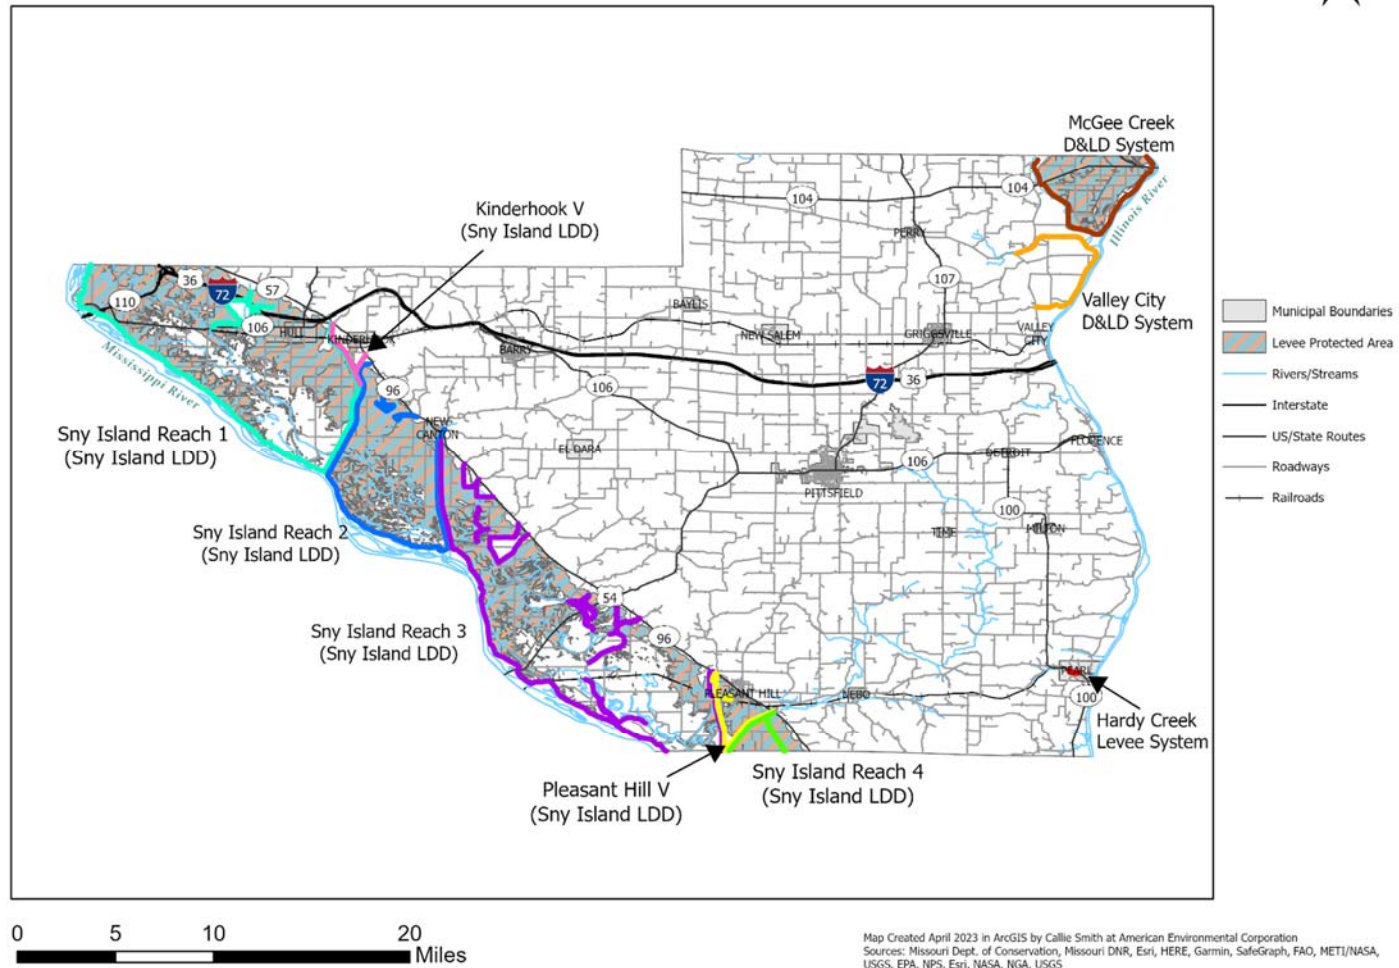 McGee Creek
D&LD System
104
104
Illinois River
Kinderhook V
(Sny Island LDD)
PERRY
107
36
57
72
110
106
HULL
BAYLIS
NEW SALEM
GRIGGSVILLE
VALLEY
CITY
Valley City
D&LD System
Municipal Boundaries
Levee Protected Area
Rivers/Streams
Interstate
US/State Routes
Roadways
Railroads
BARRY
Mississippi River
96
106
72
36
NEW
CANTON
Sny Island Reach 1
(Sny Island LDD)
EL DARA
FLORENCE
DETROIT
106
PITTSFIELD
100
Sny Island Reach 2
(Sny Island LDD)
TIME
MILTON
54
Sny Island Reach 3
(Sny Island LDD)
96
PEARL
PLEASANT HILL
NEBO
100
Hardy Creek
Levee System
Pleasant Hill V
(Sny Island LDD)
Sny Island Reach 4
(Sny Island LDD)
0 5 10 20
Miles
Map Created April 2023 in ArcGIS by Callie Smith at American Environmental Corporation
Sources: Missouri Dept. of Conservation, Missouri DNR, Esri, HERE, Garmin, SafeGraph, FAO, METI/NASA,
USGS, EPA, NPS, Esri, NASA, NGA, USGS